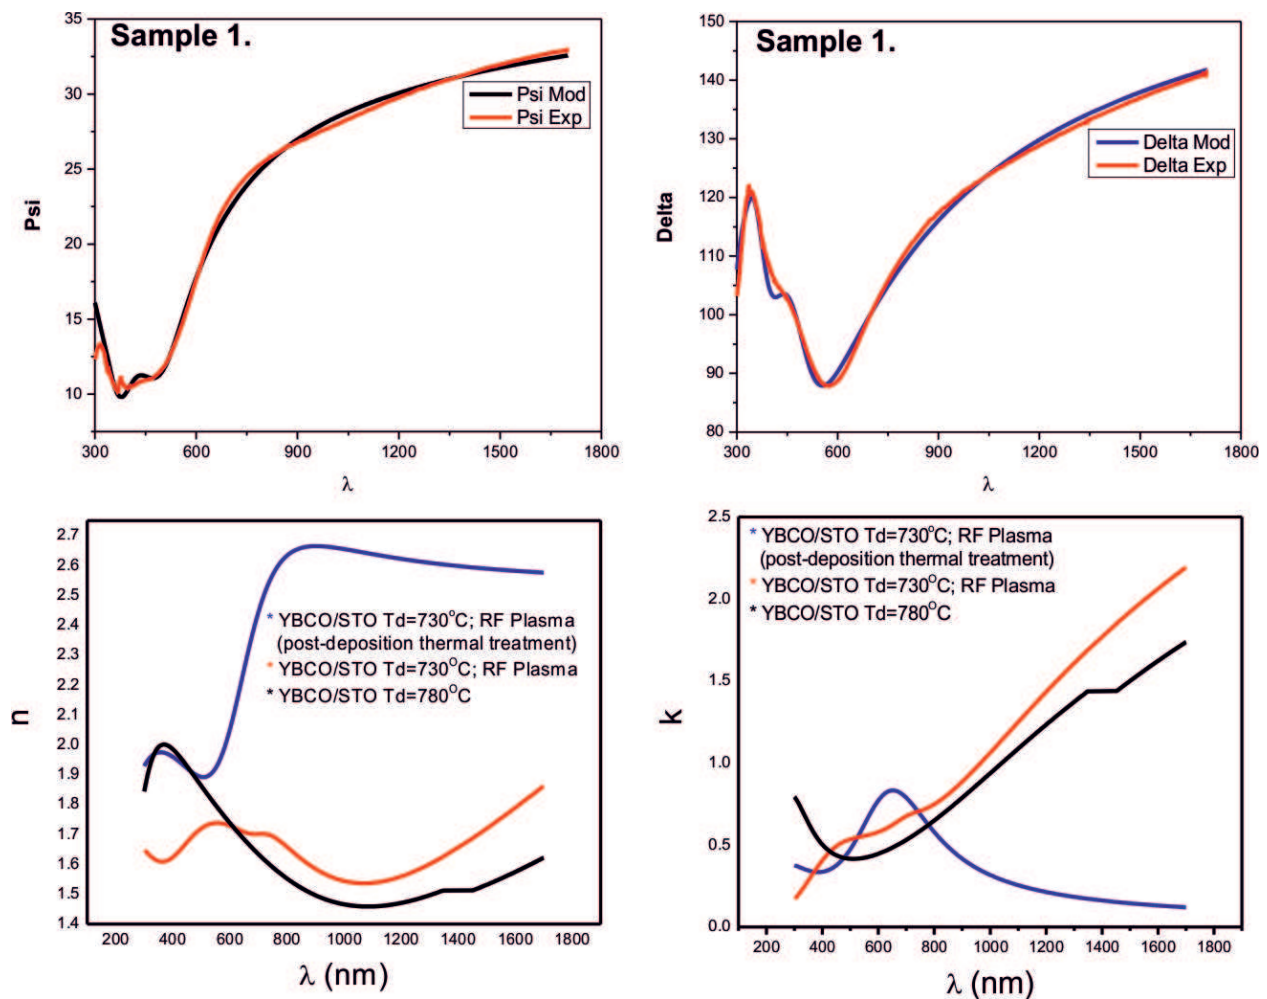 Sample 1.
35
30
25
20
15
10
Psi
Psi Mod
Psi Exp
300 600 900 1200 1500 1800
λ
Sample 1.
150
140
130
120
110
100
90
80
Delta
Delta Mod
Delta Exp
300 600 900 1200 1500 1800
λ
2.7
2.6
2.5
2.4
2.3
2.2
2.1
2.0
1.9
1.8
1.7
1.6
1.5
1.4
n
* YBCO/STO Td=730°C; RF Plasma
(post-deposition thermal treatment)
* YBCO/STO Td=730°C; RF Plasma
* YBCO/STO Td=780°C
200 400 600 800 1000 1200 1400 1600 1800
λ (nm)
2.5
2.0
1.5
1.0
0.5
0.0
k
* YBCO/STO Td=730°C; RF Plasma
(post-deposition thermal treatment)
* YBCO/STO Td=730°C; RF Plasma
* YBCO/STO Td=780°C
200 400 600 800 1000 1200 1400 1600 1800
λ (nm)